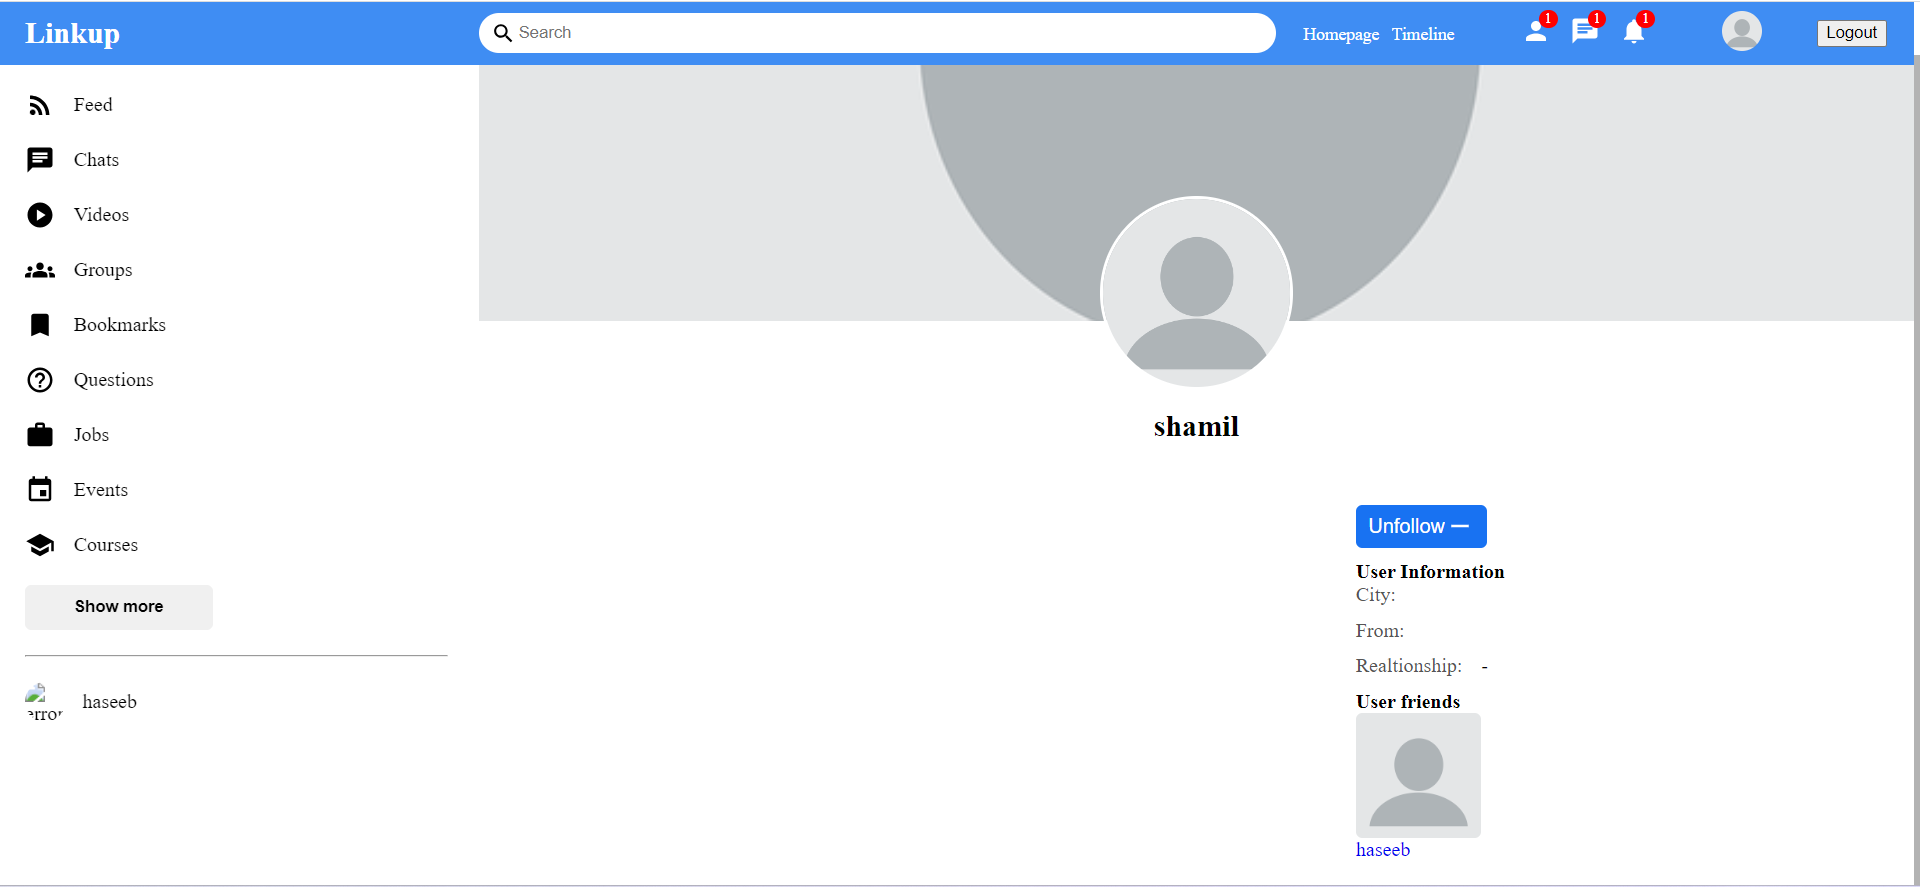 Linkup
Search
Homepage Timeline
1
1
1
Logout
Feed
Chats
Videos
Groups
Bookmarks
Questions
Jobs
Events
Courses
Show more
error
haseeb
shamil
Unfollow
User Information
City:
From:
Realtionship: -
User friends
haseeb